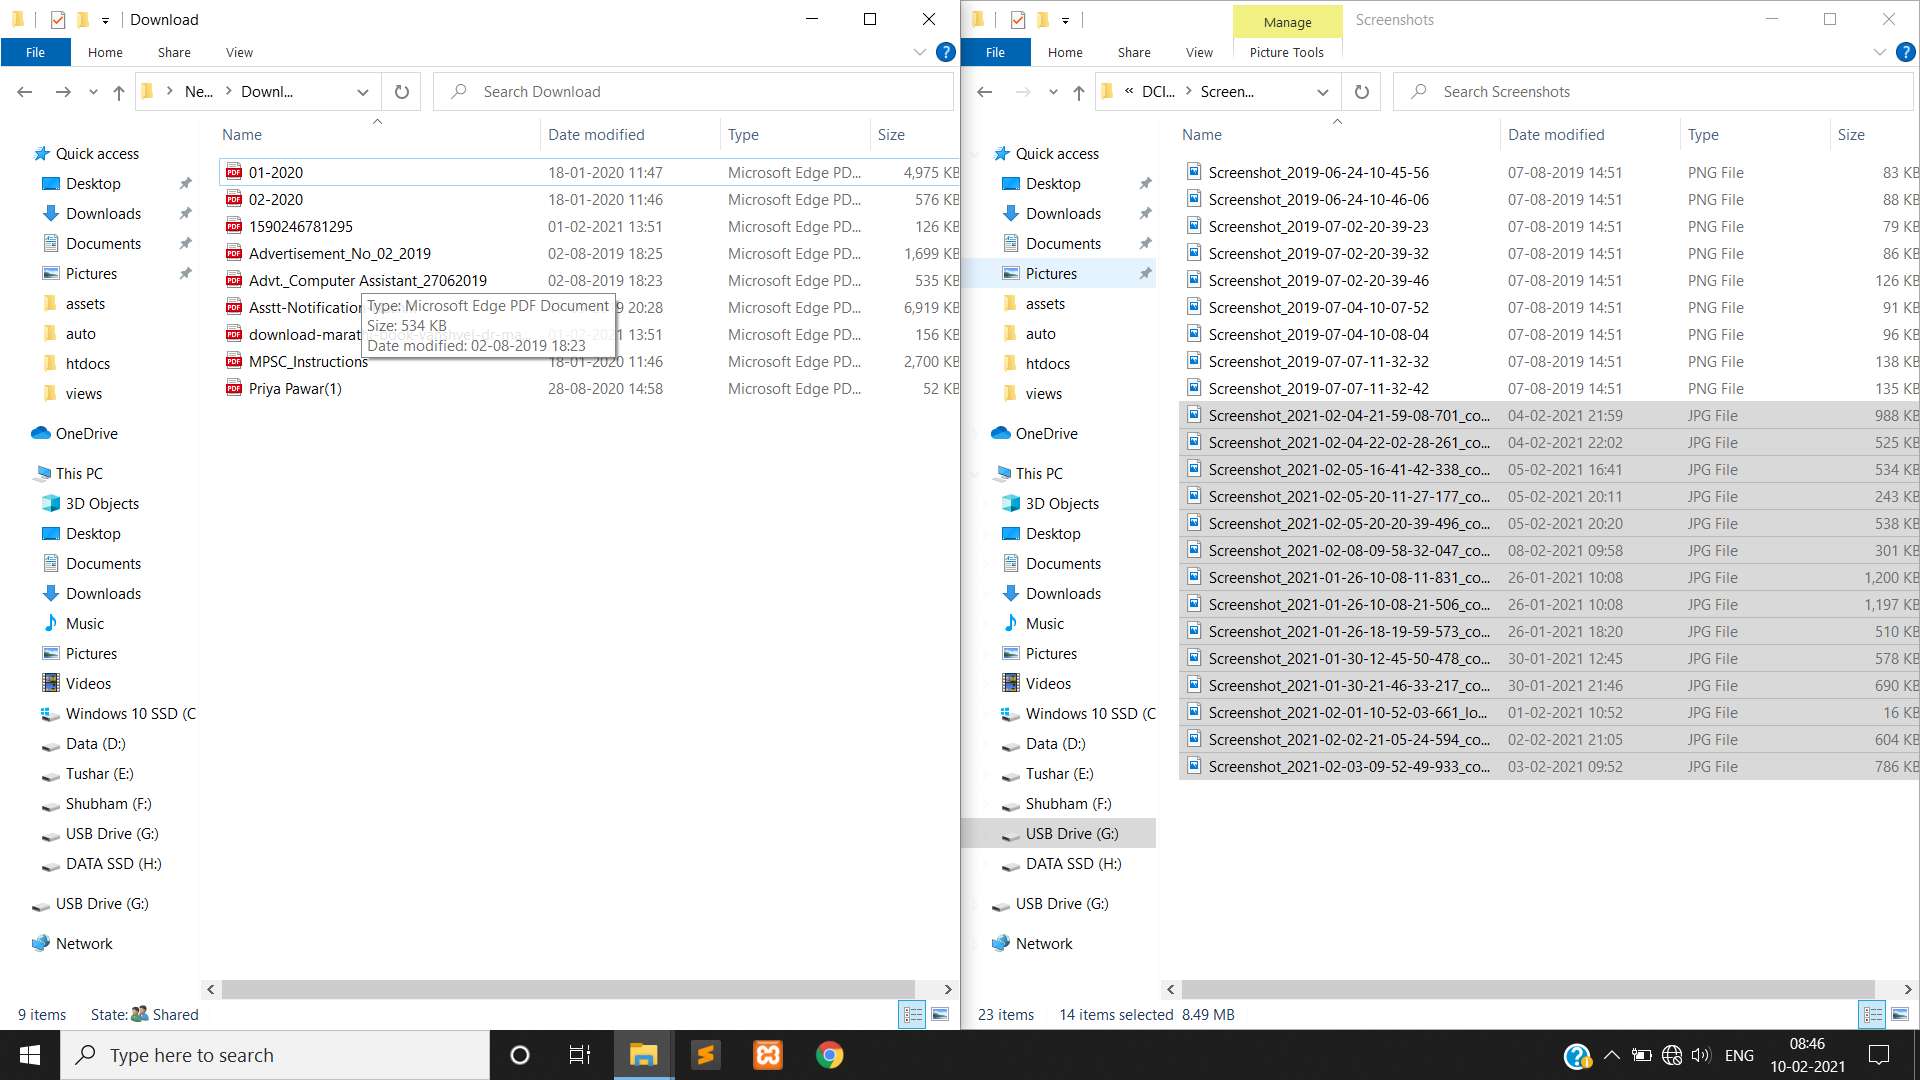 Download
File Home Share View
Ne... Downl...
Search Download
Name Date modified Type Size
Quick access
Desktop
Downloads
Documents
Pictures
assets
auto
htdocs
views
OneDrive
This PC
3D Objects
Desktop
Documents
Downloads
Music
Pictures
Videos
Windows 10 SSD (C
Data (D:)
Tushar (E:)
Shubham (F:)
USB Drive (G:)
DATA SSD (H:)
USB Drive (G:)
Network
01-2020 18-01-2020 11:47 Microsoft Edge PD... 4,975 KB
02-2020 18-01-2020 11:46 Microsoft Edge PD... 576 KB
1590246781295 01-02-2021 13:51 Microsoft Edge PD... 126 KB
Advertisement_No_02_2019 02-08-2019 18:25 Microsoft Edge PD... 1,699 KB
Advt._Computer Assistant_27062019 02-08-2019 18:23 Microsoft Edge PD... 535 KB
Asstt-Notification 9 20:28 Microsoft Edge PD... 6,919 KB
download-marat 13:51 Microsoft Edge PD... 156 KB
MPSC_Instructions 18-01-2020 11:46 Microsoft Edge PD... 2,700 KB
Priya Pawar(1) 28-08-2020 14:58 Microsoft Edge PD... 52 KB
Type: Microsoft Edge PDF Document
Size: 534 KB
Date modified: 02-08-2019 18:23
9 items State: Shared
Manage Screenshots
File Home Share View Picture Tools
« DCI... Screen...
Search Screenshots
Name Date modified Type Size
Quick access
Desktop
Downloads
Documents
Pictures
assets
auto
htdocs
views
OneDrive
This PC
3D Objects
Desktop
Documents
Downloads
Music
Pictures
Videos
Windows 10 SSD (C
Data (D:)
Tushar (E:)
Shubham (F:)
USB Drive (G:)
DATA SSD (H:)
USB Drive (G:)
Network
Screenshot_2019-06-24-10-45-56 07-08-2019 14:51 PNG File 83 KB
Screenshot_2019-06-24-10-46-06 07-08-2019 14:51 PNG File 88 KB
Screenshot_2019-07-02-20-39-23 07-08-2019 14:51 PNG File 79 KB
Screenshot_2019-07-02-20-39-32 07-08-2019 14:51 PNG File 86 KB
Screenshot_2019-07-02-20-39-46 07-08-2019 14:51 PNG File 126 KB
Screenshot_2019-07-04-10-07-52 07-08-2019 14:51 PNG File 91 KB
Screenshot_2019-07-04-10-08-04 07-08-2019 14:51 PNG File 96 KB
Screenshot_2019-07-07-11-32-32 07-08-2019 14:51 PNG File 138 KB
Screenshot_2019-07-07-11-32-42 07-08-2019 14:51 PNG File 135 KB
Screenshot_2021-02-04-21-59-08-701_co... 04-02-2021 21:59 JPG File 988 KB
Screenshot_2021-02-04-22-02-28-261_co... 04-02-2021 22:02 JPG File 525 KB
Screenshot_2021-02-05-16-41-42-338_co... 05-02-2021 16:41 JPG File 534 KB
Screenshot_2021-02-05-20-11-27-177_co... 05-02-2021 20:11 JPG File 243 KB
Screenshot_2021-02-05-20-20-39-496_co... 05-02-2021 20:20 JPG File 538 KB
Screenshot_2021-02-08-09-58-32-047_co... 08-02-2021 09:58 JPG File 301 KB
Screenshot_2021-01-26-10-08-11-831_co... 26-01-2021 10:08 JPG File 1,200 KB
Screenshot_2021-01-26-10-08-21-506_co... 26-01-2021 10:08 JPG File 1,197 KB
Screenshot_2021-01-26-18-19-59-573_co... 26-01-2021 18:20 JPG File 510 KB
Screenshot_2021-01-30-12-45-50-478_co... 30-01-2021 12:45 JPG File 578 KB
Screenshot_2021-01-30-21-46-33-217_co... 30-01-2021 21:46 JPG File 690 KB
Screenshot_2021-02-01-10-52-03-661_lo... 01-02-2021 10:52 JPG File 16 KB
Screenshot_2021-02-02-21-05-24-594_co... 02-02-2021 21:05 JPG File 604 KB
Screenshot_2021-02-03-09-52-49-933_co... 03-02-2021 09:52 JPG File 786 KB
23 items 14 items selected 8.49 MB
Type here to search
ENG 08:46
10-02-2021